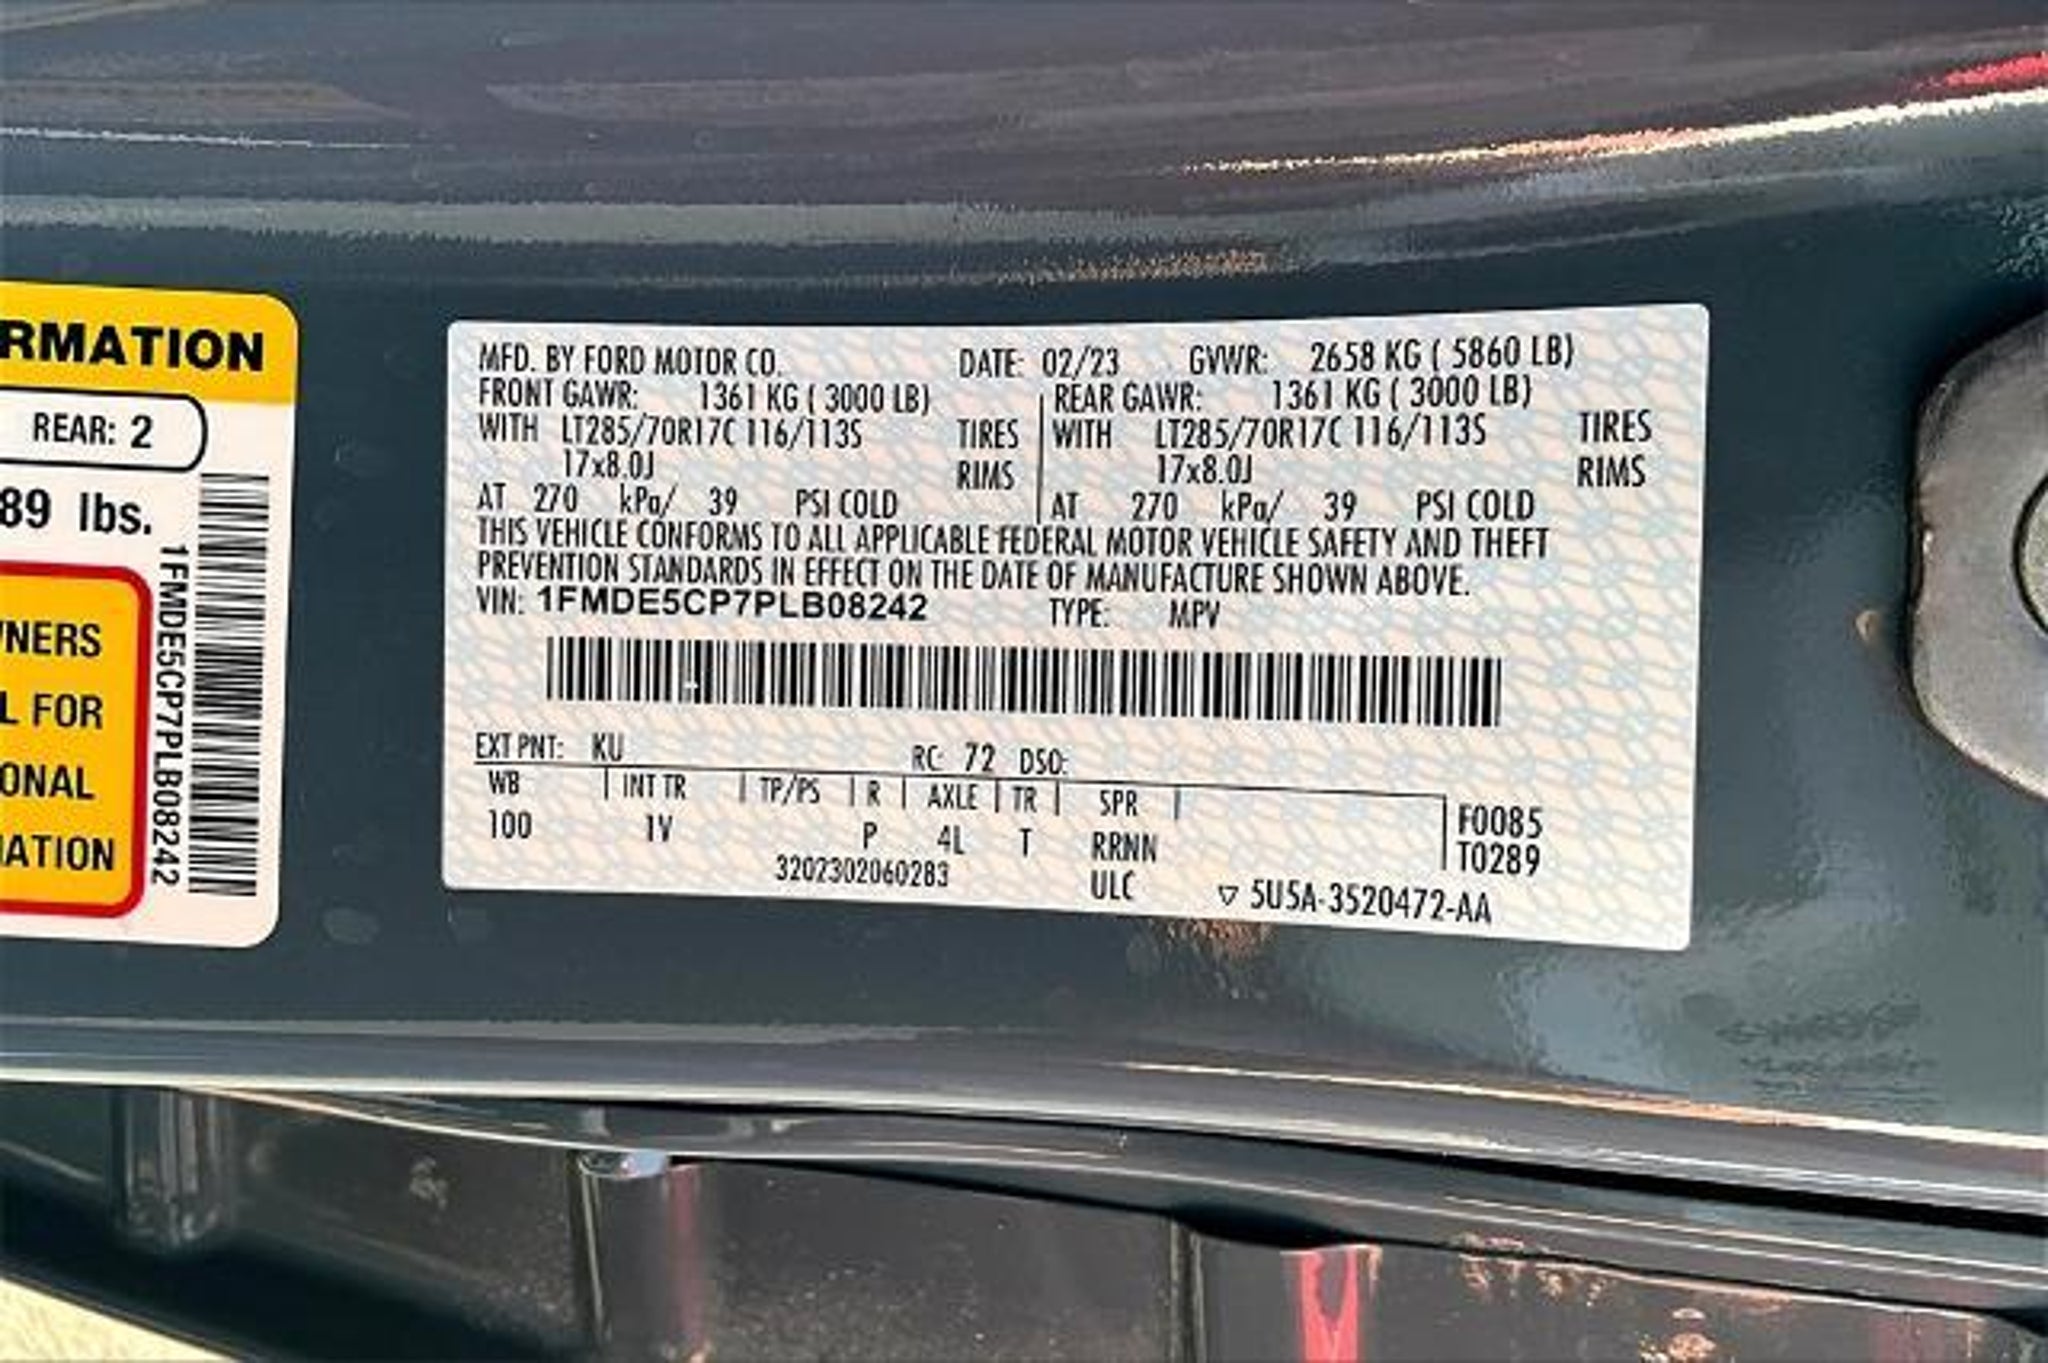 RMATION
REAR: 2
89 lbs.
1FMDE5CP7PLB08242
WNERS
L FOR
ONAL
MATION
MFD. BY FORD MOTOR CO. DATE: 02/23 GVWR: 2658 KG ( 5860 LB)
FRONT GAWR: 1361 KG ( 3000 LB) REAR GAWR: 1361 KG ( 3000 LB)
WITH LT285/70R17C 116/113S TIRES WITH LT285/70R17C 116/113S TIRES
17x8.0J RIMS 17x8.0J RIMS
AT 270 kPa/ 39 PSI COLD AT 270 kPa/ 39 PSI COLD
THIS VEHICLE CONFORMS TO ALL APPLICABLE FEDERAL MOTOR VEHICLE SAFETY AND THEFT
PREVENTION STANDARDS IN EFFECT ON THE DATE OF MANUFACTURE SHOWN ABOVE.
VIN: 1FMDE5CP7PLB08242 TYPE: MPV
EXT PNT: KU RC: 72 DSO:
WB INT TR TP/PS R AXLE TR SPR
100 1V P 4L T RRNN
F0085
T0289
3202302060283 ULC ▽ 5U5A-3520472-AA